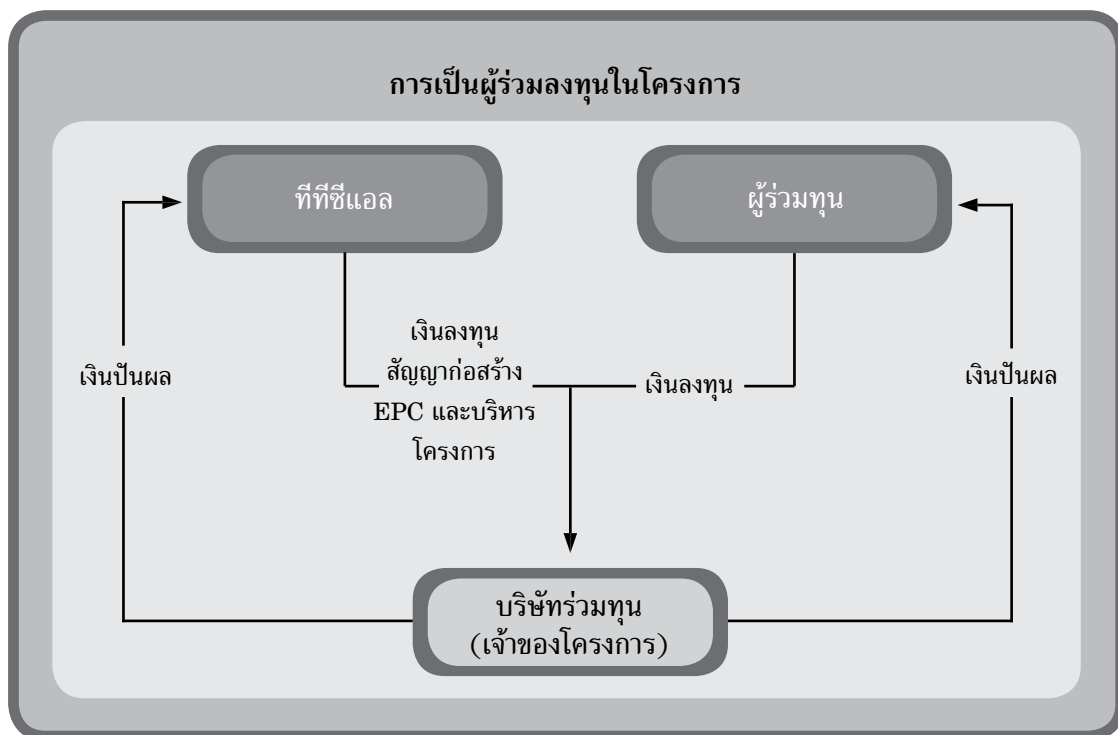 การเป็นผู้ร่วมลงทุนในโครงการ
ทีทีซีแอล
ผู้ร่วมทุน
เงินปันผล
เงินลงทุน
สัญญาก่อสร้าง
EPC และบริหาร
โครงการ
เงินลงทุน
เงินปันผล
บริษัทร่วมทุน
(เจ้าของโครงการ)